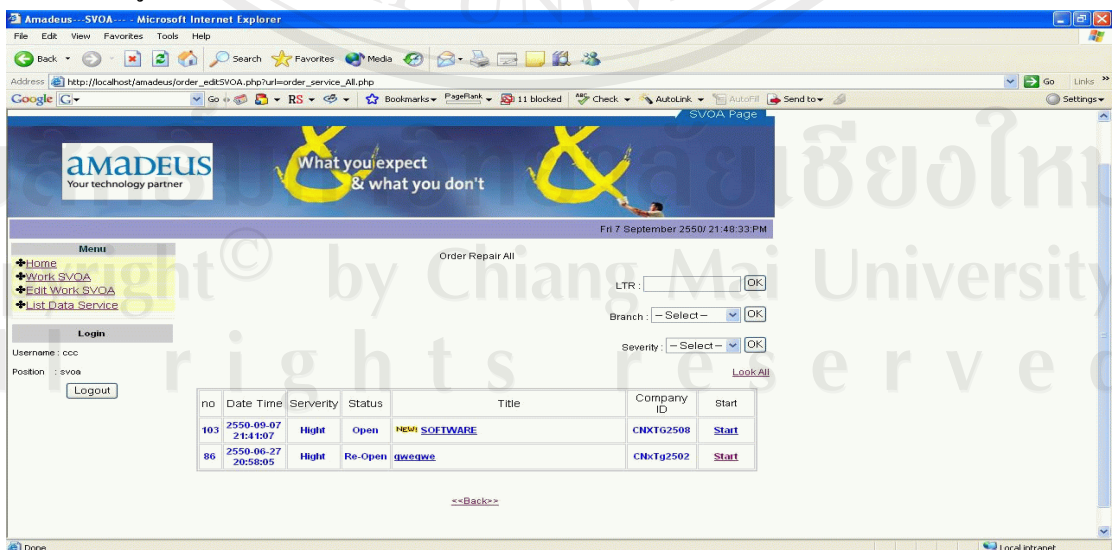 Amadeus---SVOA--- - Microsoft Internet Explorer
File Edit View Favorites Tools Help
Back Search Favorites Media
Address http://localhost/amadeus/order_editSVOA.php?url=order_service_All.php Go Links »
Google G Go RS Bookmarks PageRank 11 blocked Check AutoLink AutoFill Send to Settings
SVOA Page
amadeus
Your technology partner
What you expect
& what you don't
Fri 7 September 2550/ 21:48:33:PM
Menu
Home
Work SVOA
Edit Work SVOA
List Data Service
Login
Username : ccc
Position : svoa
Logout
Order Repair All
LTR : OK
Branch : -- Select -- OK
Severity : -- Select -- OK
Look All
no Date Time Serverity Status Title Company ID Start
103 2550-09-07 21:41:07 Hight Open NEW! SOFTWARE CNXTG2508 Start
86 2550-06-27 20:58:05 Hight Re-Open qweqwe CNxTg2502 Start
<<Back>>
Done Local intranet
by Chiang Mai University
rights reserved